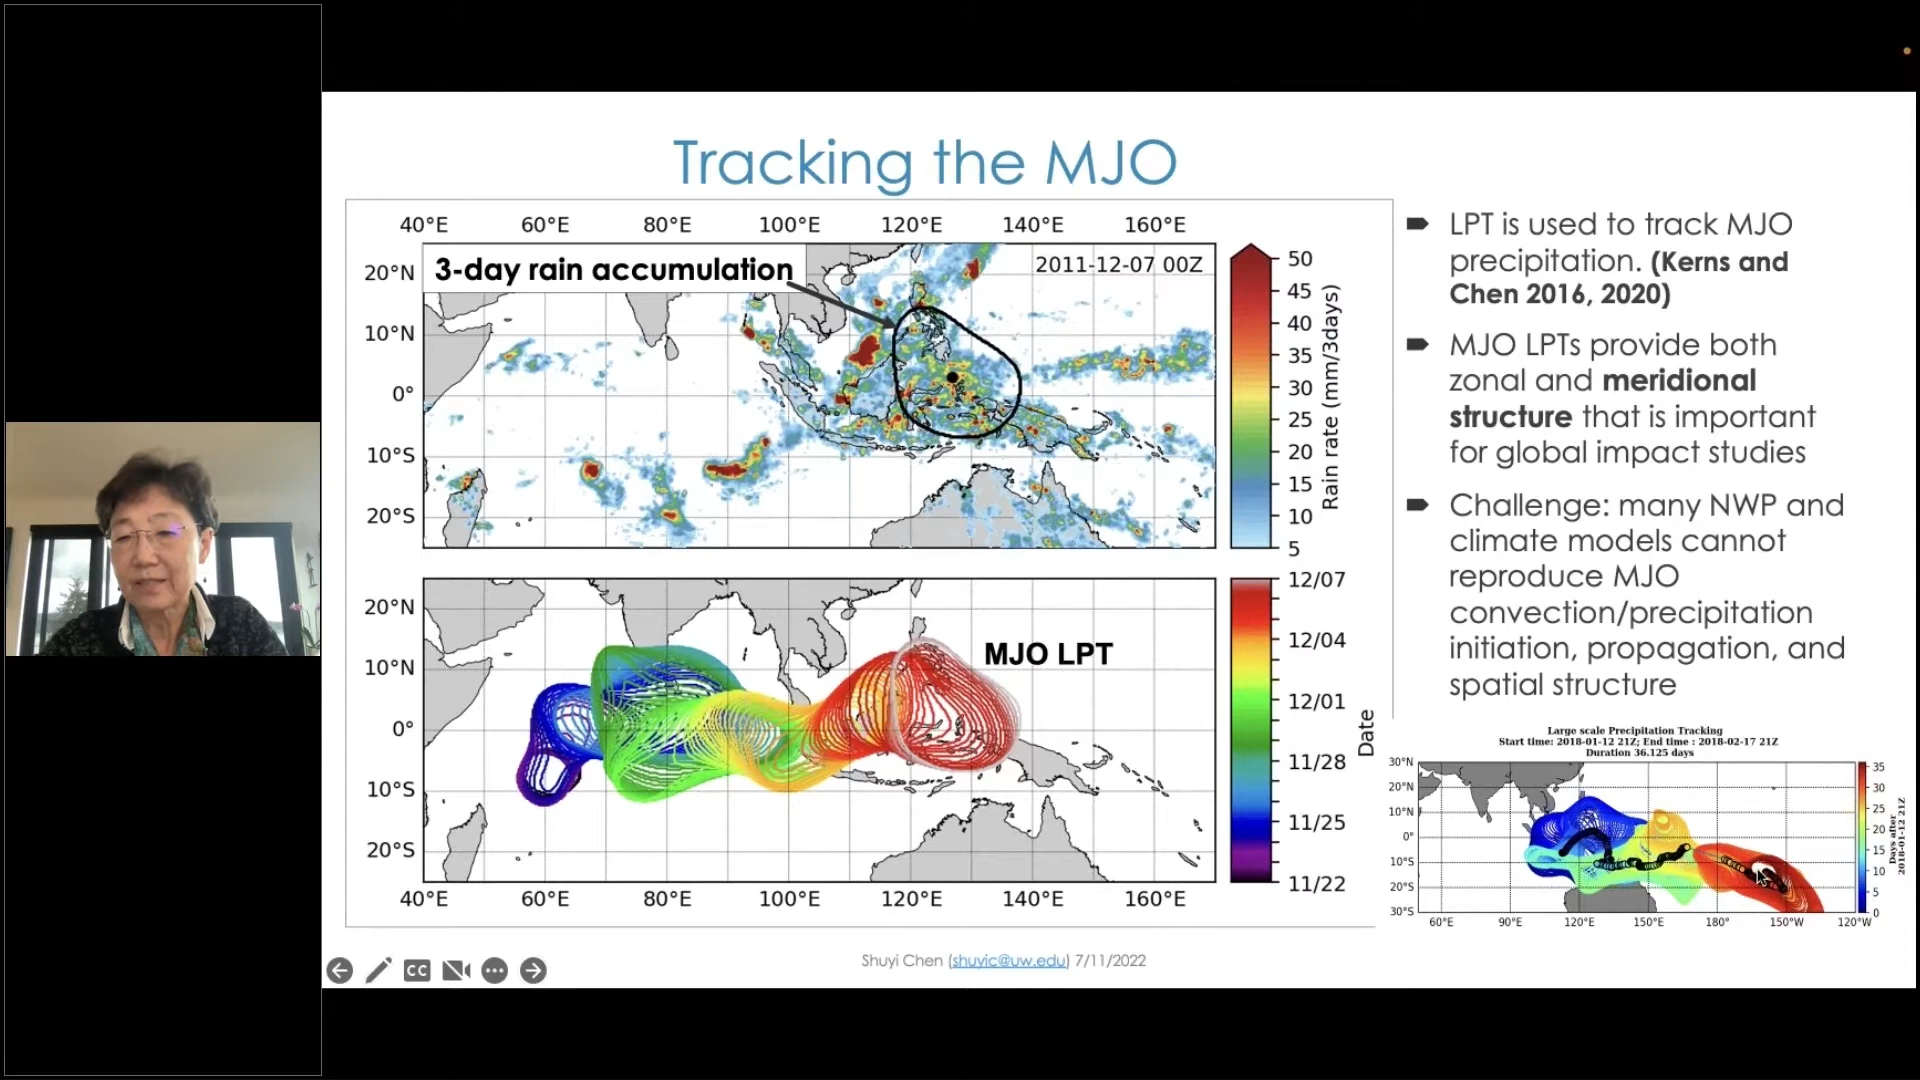 Tracking the MJO
40°E 60°E 80°E 100°E 120°E 140°E 160°E
3-day rain accumulation
2011-12-07 00Z
20°N
10°N
0°
10°S
20°S
50
45
40
35
30
25
20
15
10
5
Rain rate (mm/3days)
MJO LPT
20°N
10°N
0°
10°S
20°S
40°E 60°E 80°E 100°E 120°E 140°E 160°E
12/07
12/04
12/01
11/28
11/25
11/22
Date
LPT is used to track MJO
precipitation. (Kerns and
Chen 2016, 2020)
MJO LPTs provide both
zonal and meridional
structure that is important
for global impact studies
Challenge: many NWP and
climate models cannot
reproduce MJO
convection/precipitation
initiation, propagation, and
spatial structure
Large scale Precipitation Tracking
Start time: 2018-01-12 21Z; End time : 2018-02-17 21Z
Duration 36.125 days
30°N
20°N
10°N
0°
10°S
20°S
30°S
60°E 90°E 120°E 150°E 180° 150°W 120°W
35
30
25
20
15
10
5
0
Days after
2018-01-12 21Z
CC
Shuyi Chen (shuyic@uw.edu) 7/11/2022